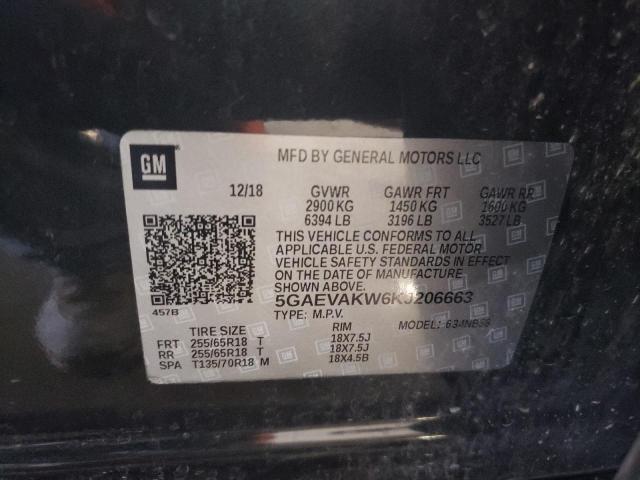 GM
MFD BY GENERAL MOTORS LLC
12/18 GVWR GAWR FRT GAWR RR
2900 KG 1450 KG 1600 KG
6394 LB 3196 LB 3527 LB
THIS VEHICLE CONFORMS TO ALL
APPLICABLE U.S. FEDERAL MOTOR
VEHICLE SAFETY STANDARDS IN EFFECT
ON THE DATE OF MANUFACTURE
SHOWN ABOVE.
5GAEVAKW6KJ206663
457B
TYPE: M.P.V.
MODEL:
TIRE SIZE RIM
FRT 255/65R18 T 18X7.5J
RR 255/65R18 T 18X7.5J
SPA T135/70R18 M 18X4.5B